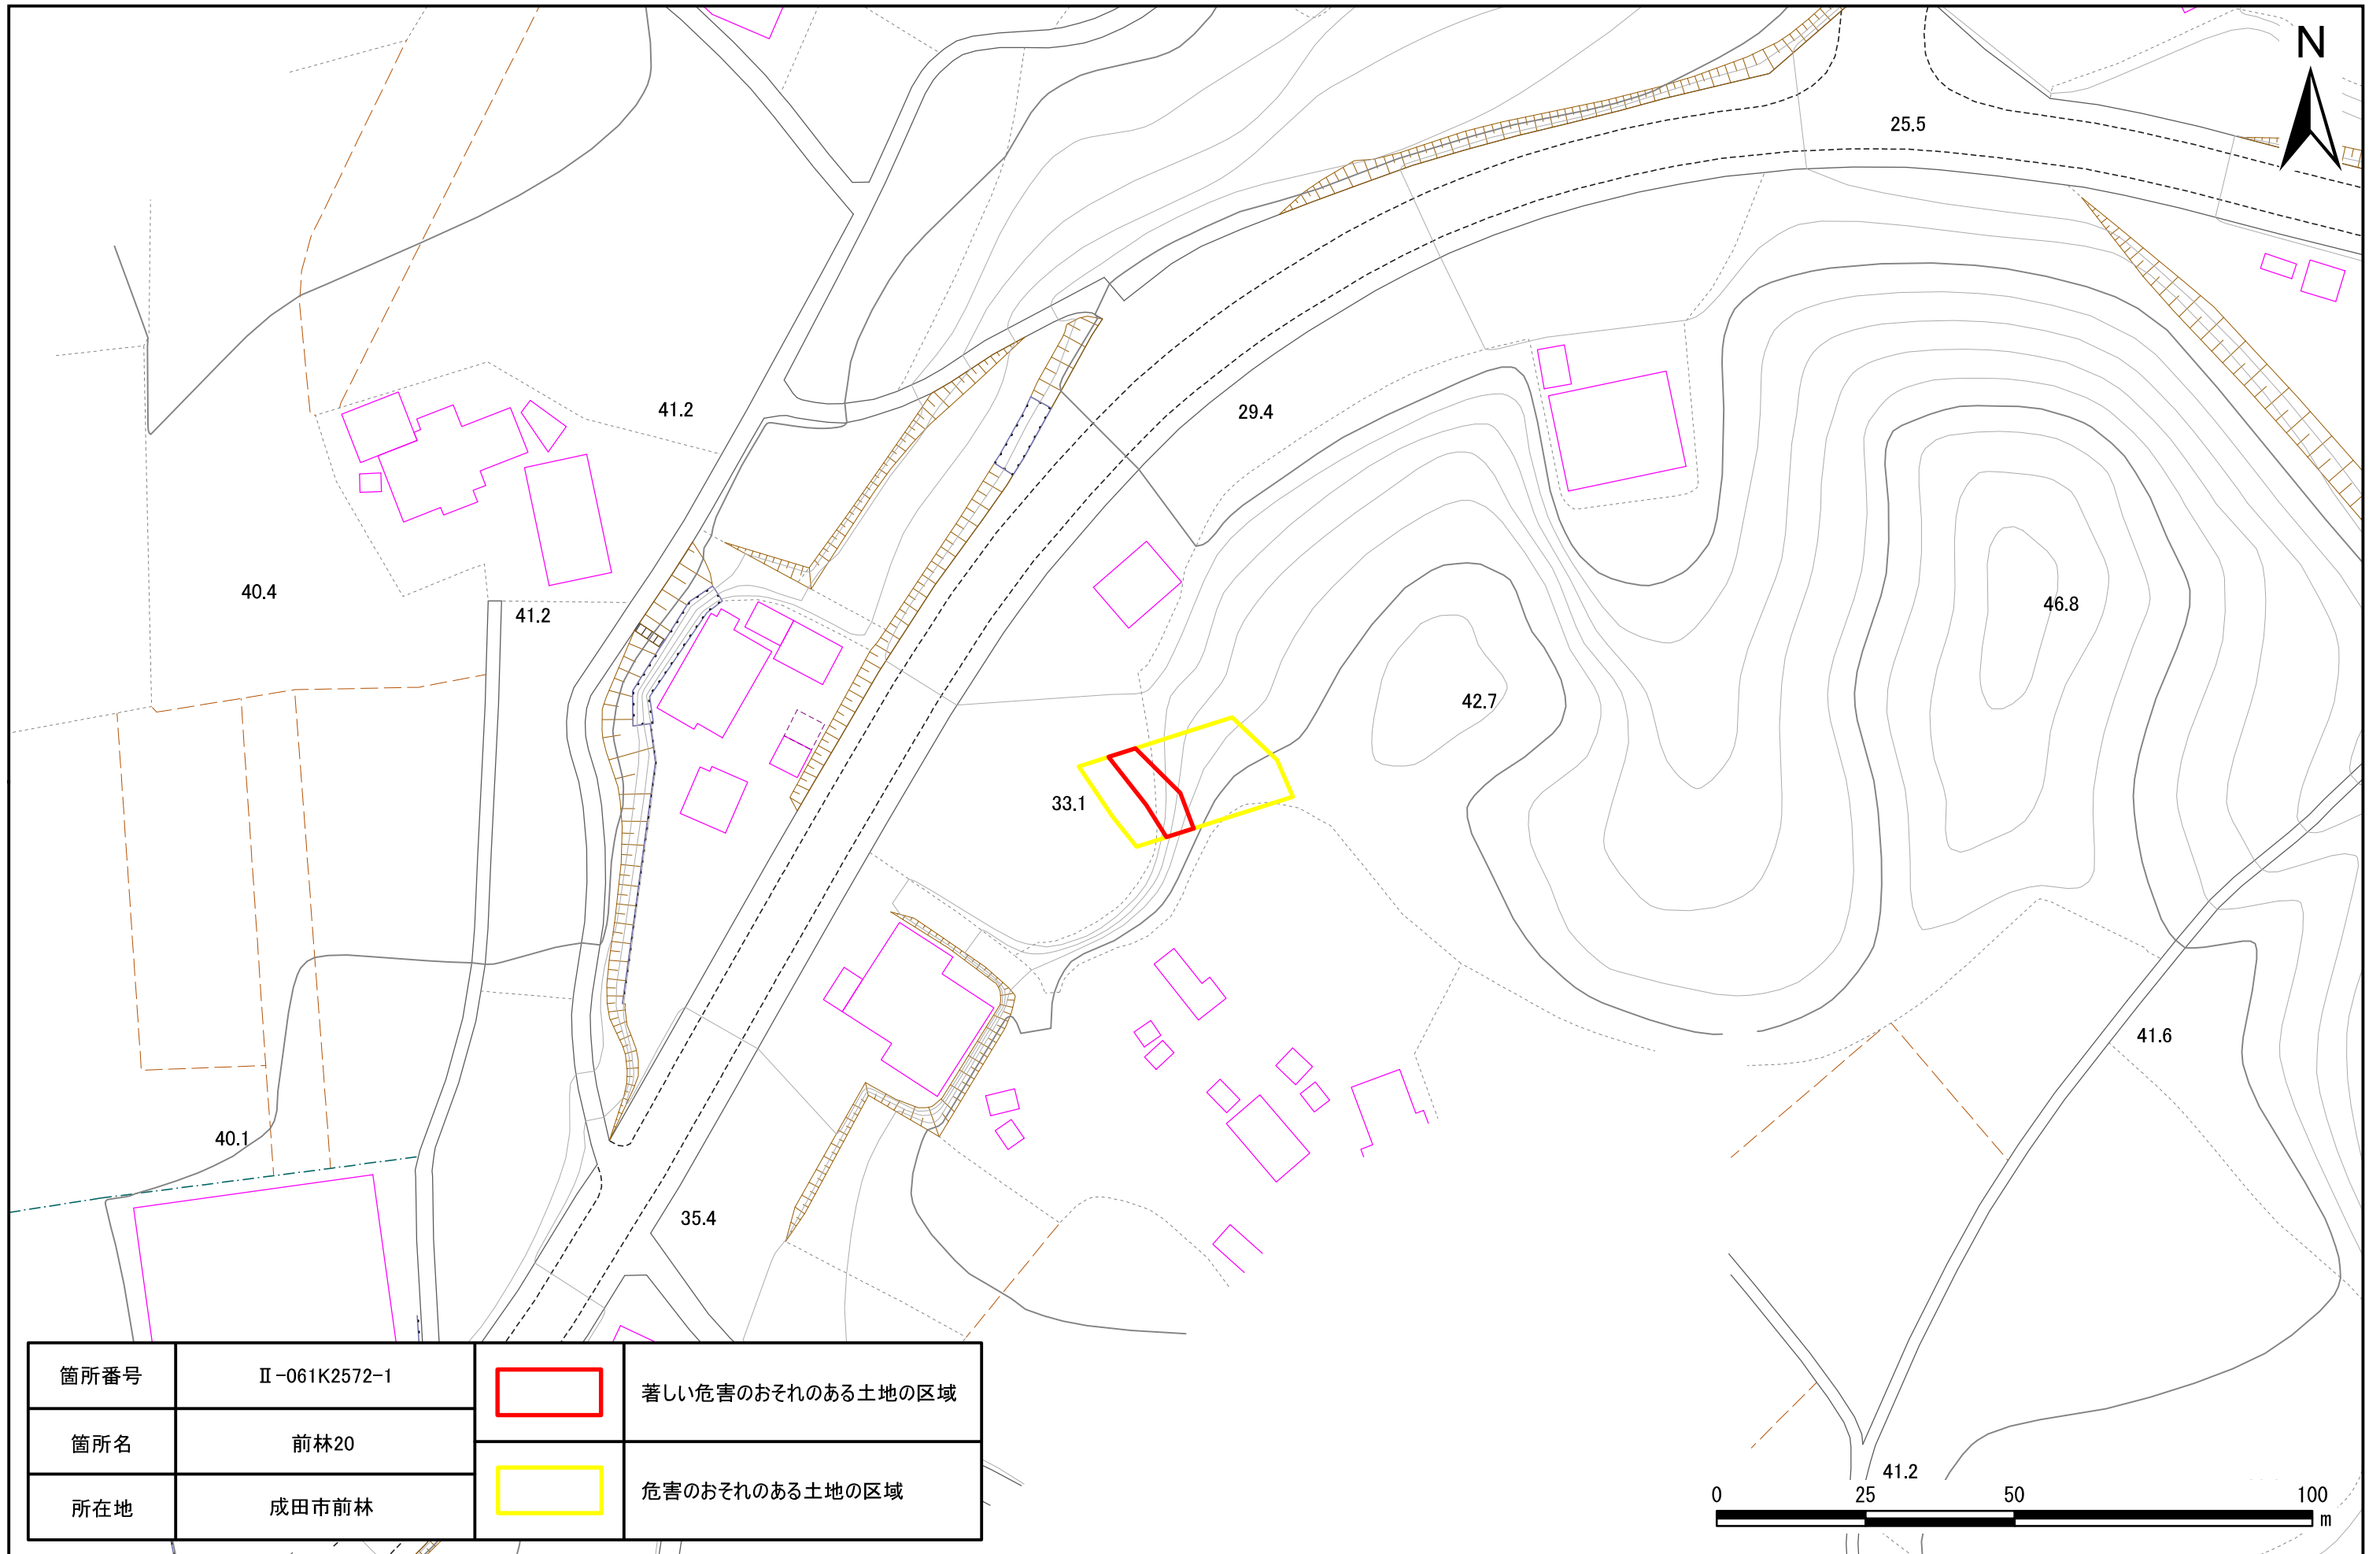 N
25.5
41.2
29.4
40.4
41.2
46.8
42.7
33.1
41.6
40.1
35.4
41.2
箇所番号 Ⅱ-061K2572-1
箇所名 前林20
所在地 成田市前林
著しい危害のおそれのある土地の区域
危害のおそれのある土地の区域
0 25 50 100
m